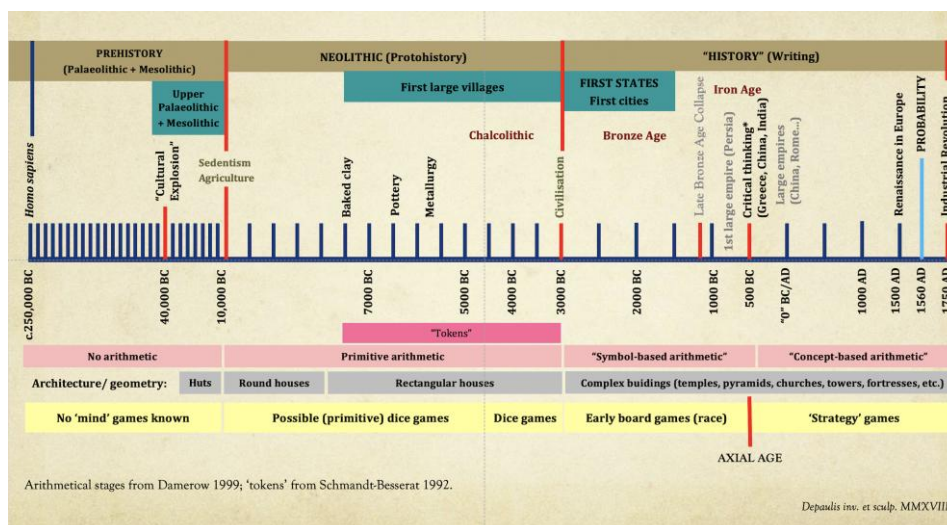 PREHISTORY
(Palaeolithic + Mesolithic)
NEOLITHIC (Protohistory)
"HISTORY" (Writing)
Upper
Palaeolithic
+ Mesolithic
First large villages
FIRST STATES
First cities
Chalcolithic
Bronze Age
Iron Age
Homo sapiens
"Cultural
Explosion"
Sedentism
Agriculture
Baked clay
Pottery
Metallurgy
Civilisation
Late Bronze Age Collapse
1st large empire (Persia)
Critical thinking*
(Greece, China, India)
Large empires
(China, Rome...)
Renaissance in Europe
PROBABILITY
Industrial Revolution
c.250,000 BC
40,000 BC
10,000 BC
7000 BC
5000 BC
4000 BC
3000 BC
2000 BC
1000 BC
500 BC
"0" BC/AD
1000 AD
1500 AD
1560 AD
1750 AD
"Tokens"
No arithmetic
Primitive arithmetic
"Symbol-based arithmetic"
"Concept-based arithmetic"
Architecture/ geometry:
Huts
Round houses
Rectangular houses
Complex buidings (temples, pyramids, churches, towers, fortresses, etc.)
No 'mind' games known
Possible (primitive) dice games
Dice games
Early board games (race)
'Strategy' games
AXIAL AGE
Arithmetical stages from Damerow 1999; 'tokens' from Schmandt-Besserat 1992.
Depaulis inv. et sculp. MMXVIII